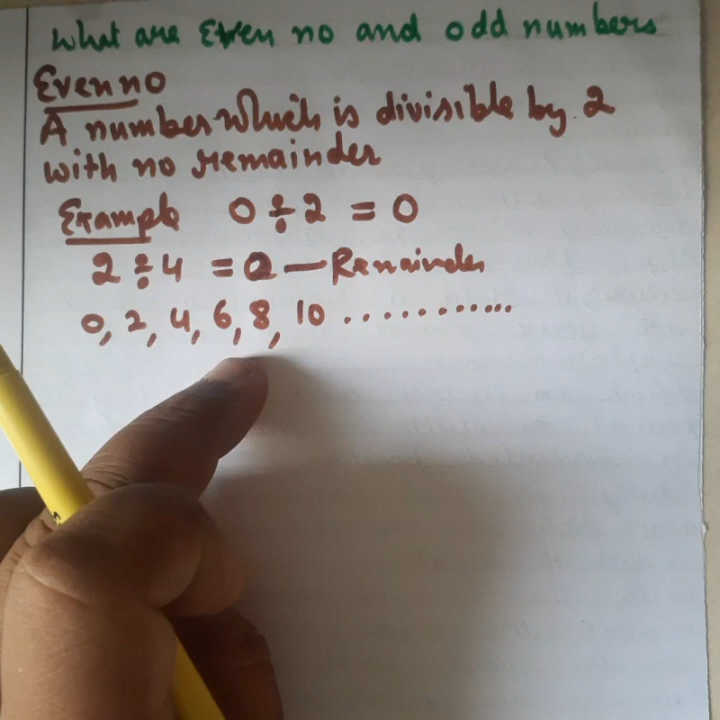 What are Even no and odd numbers
Even no
A number which is divisible by 2
with no remainder
Example 0 ÷ 2 = 0
2 ÷ 4 = 0 — Remainder
0, 2, 4, 6, 8, 10 ............